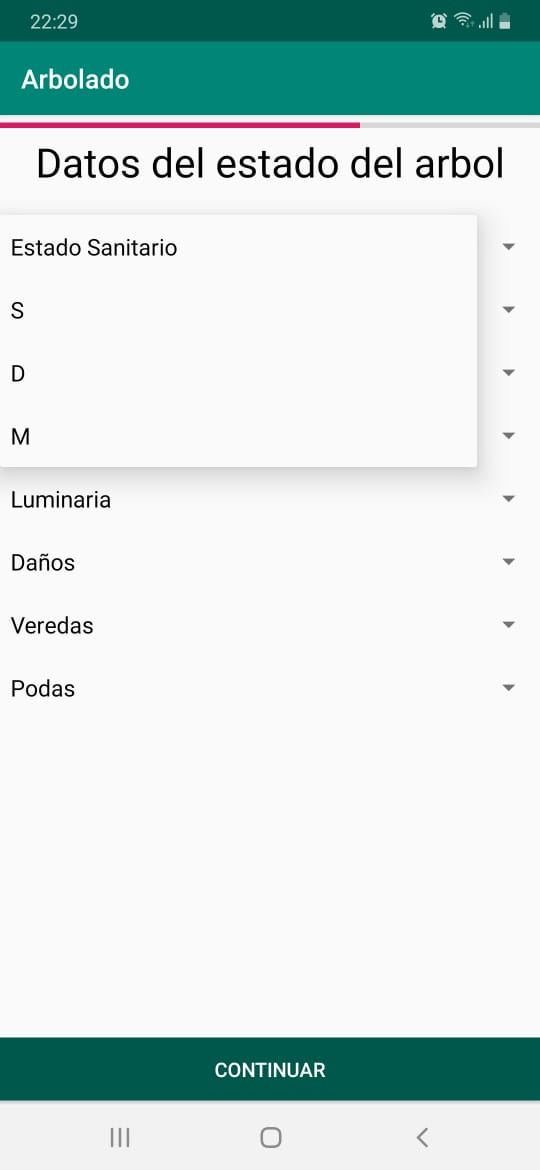 22:29
Arbolado
Datos del estado del arbol
Estado Sanitario
S
D
M
Luminaria
Daños
Veredas
Podas
CONTINUAR